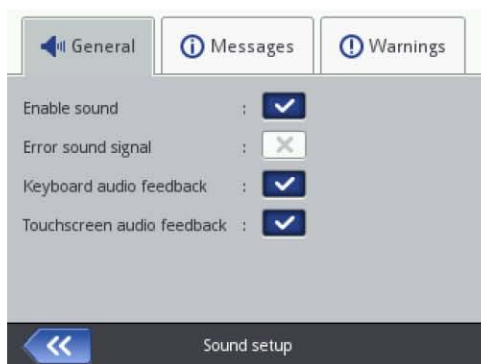 General
Messages
Warnings
Enable sound :
Error sound signal :
Keyboard audio feedback :
Touchscreen audio feedback :
Sound setup